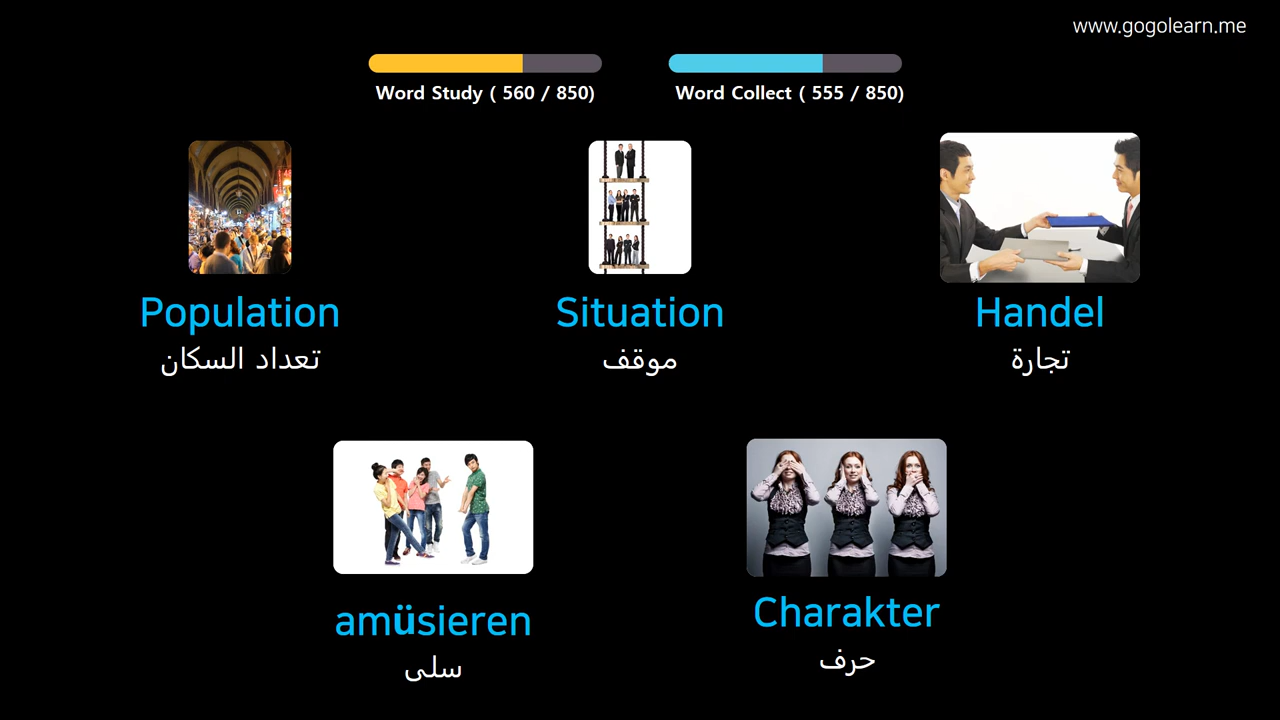 www.gogolearn.me
Word Study ( 560 / 850)
Word Collect ( 555 / 850)
Population
تعداد السكان
Situation
موقف
Handel
تجارة
amüsieren
سلى
Charakter
حرف